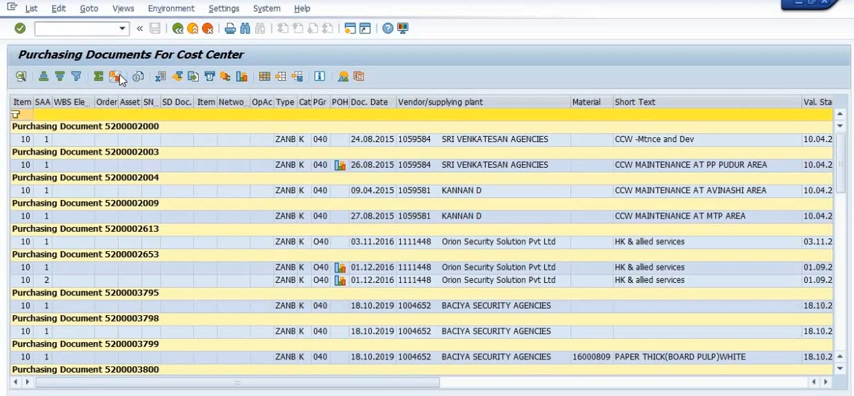 List Edit Goto Views Environment Settings System Help
Purchasing Documents For Cost Center
Item SAA WBS Ele_ Order Asset SN_ SD Doc. Item Netwo_ OpAc Type Cat PGr POH Doc. Date Vendor/supplying plant Material Short Text Val. Sta
Purchasing Document 5200002000
10 1 ZANB K 040 24.08.2015 1059584 SRI VENKATESAN AGENCIES CCW -Mtnce and Dev 10.04.2
Purchasing Document 5200002003
10 1 ZANB K 040 26.08.2015 1059584 SRI VENKATESAN AGENCIES CCW MAINTENANCE AT PP PUDUR AREA 10.04.2
Purchasing Document 5200002004
10 1 ZANB K 040 09.04.2015 1059581 KANNAN D CCW MAINTENANCE AT AVINASHI AREA 10.04.2
Purchasing Document 5200002009
10 1 ZANB K 040 27.08.2015 1059581 KANNAN D CCW MAINTENANCE AT MTP AREA 10.04.2
Purchasing Document 5200002613
10 1 ZANB K O40 03.11.2016 1111448 Orion Security Solution Pvt Ltd HK & allied services 03.11.2
Purchasing Document 5200002653
10 1 ZANB K O40 01.12.2016 1111448 Orion Security Solution Pvt Ltd HK & allied services 01.09.2
10 2 ZANB K O40 01.12.2016 1111448 Orion Security Solution Pvt Ltd HK & allied services 01.09.2
Purchasing Document 5200003795
10 1 ZANB K 040 18.10.2019 1004652 BACIYA SECURITY AGENCIES 18.10.2
Purchasing Document 5200003798
10 1 ZANB K 040 18.10.2019 1004652 BACIYA SECURITY AGENCIES 18.10.2
Purchasing Document 5200003799
10 1 ZANB K 040 18.10.2019 1004652 BACIYA SECURITY AGENCIES 16000809 PAPER THICK(BOARD PULP)WHITE 18.10.2
Purchasing Document 5200003800